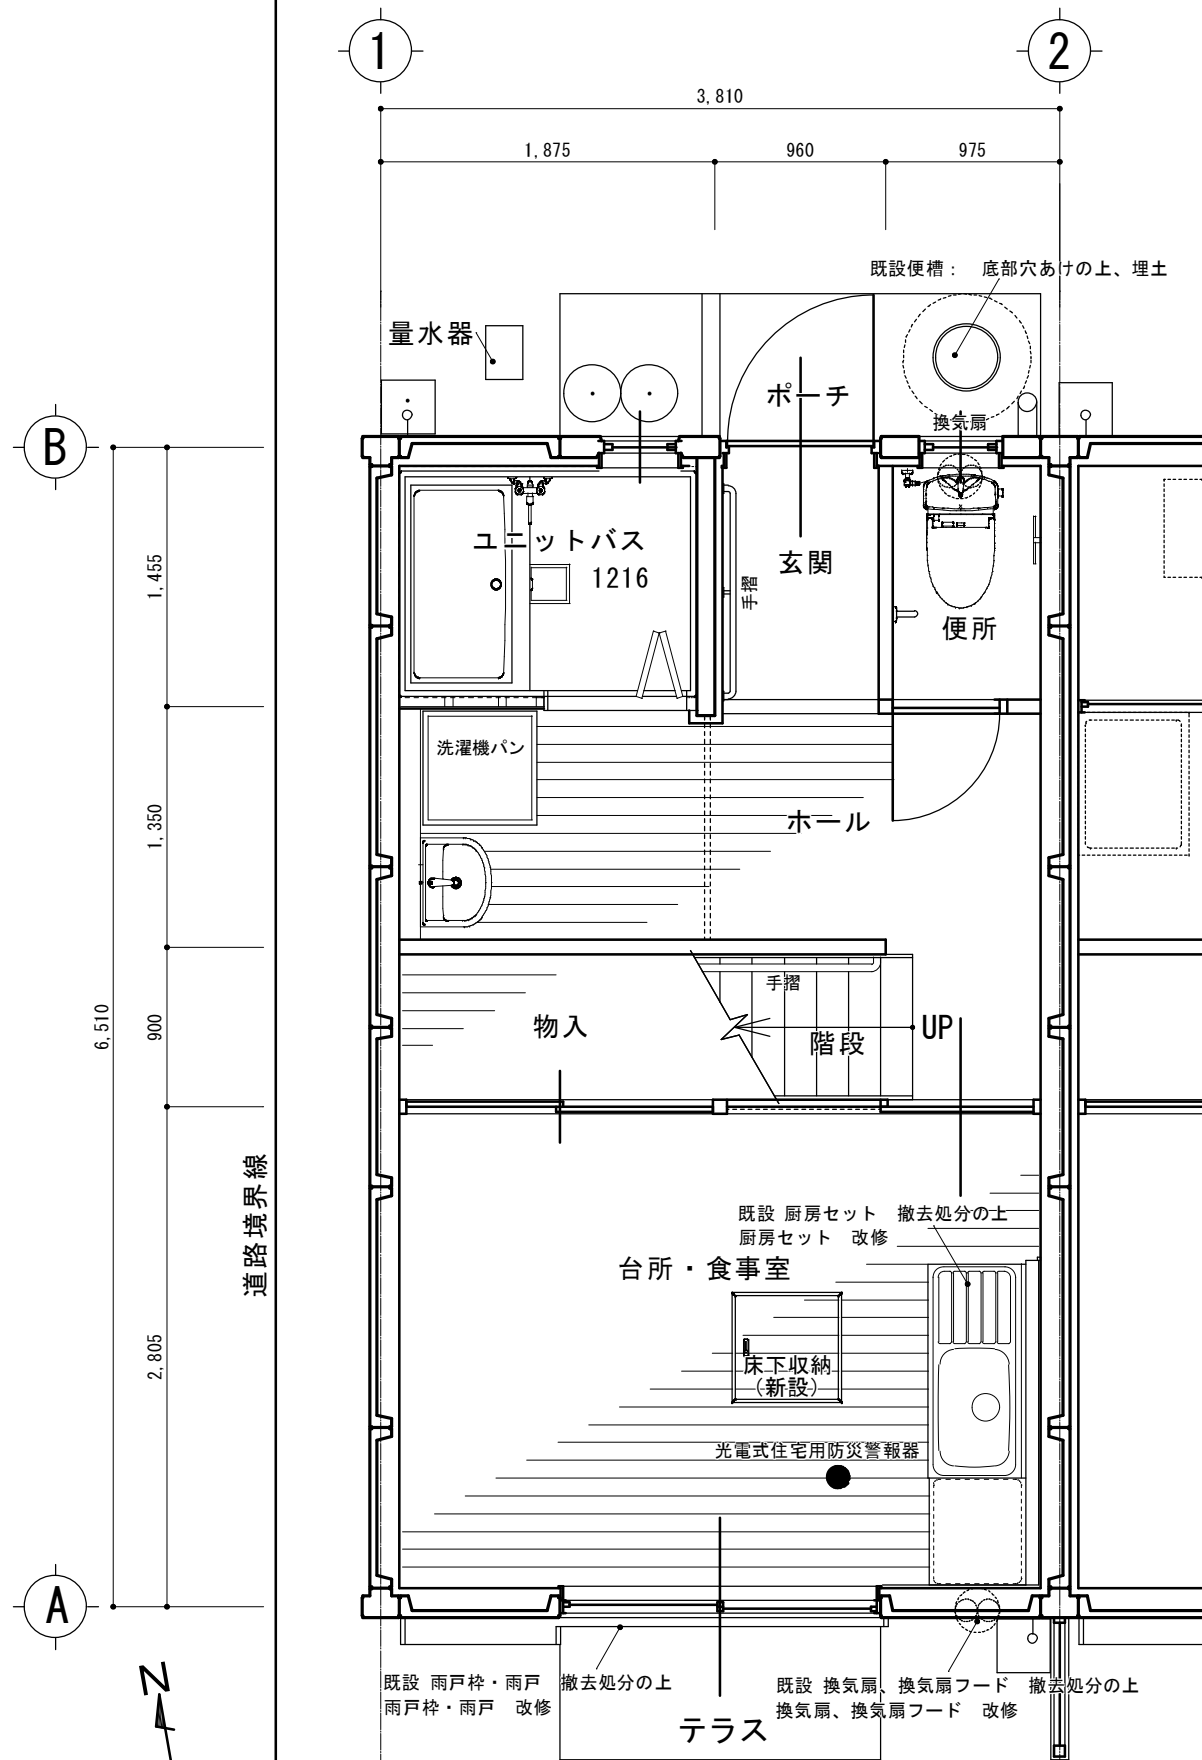 1
2
3,810
1,875
960
975
既設便槽： 底部穴あけの上、埋土
量水器
ポーチ
換気扇
B
ユニットバス
1216
玄関
手摺
便所
1,455
洗濯機パン
ホール
1,350
手摺
物入
階段
UP
6,510
900
道路境界線
既設 厨房セット 撤去処分の上
厨房セット 改修
台所・食事室
床下収納
(新設)
2,805
光電式住宅用防災警報器
A
既設 雨戸枠・雨戸 撤去処分の上
雨戸枠・雨戸 改修
既設 換気扇、換気扇フード 撤去処分の上
換気扇、換気扇フード 改修
テラス
N